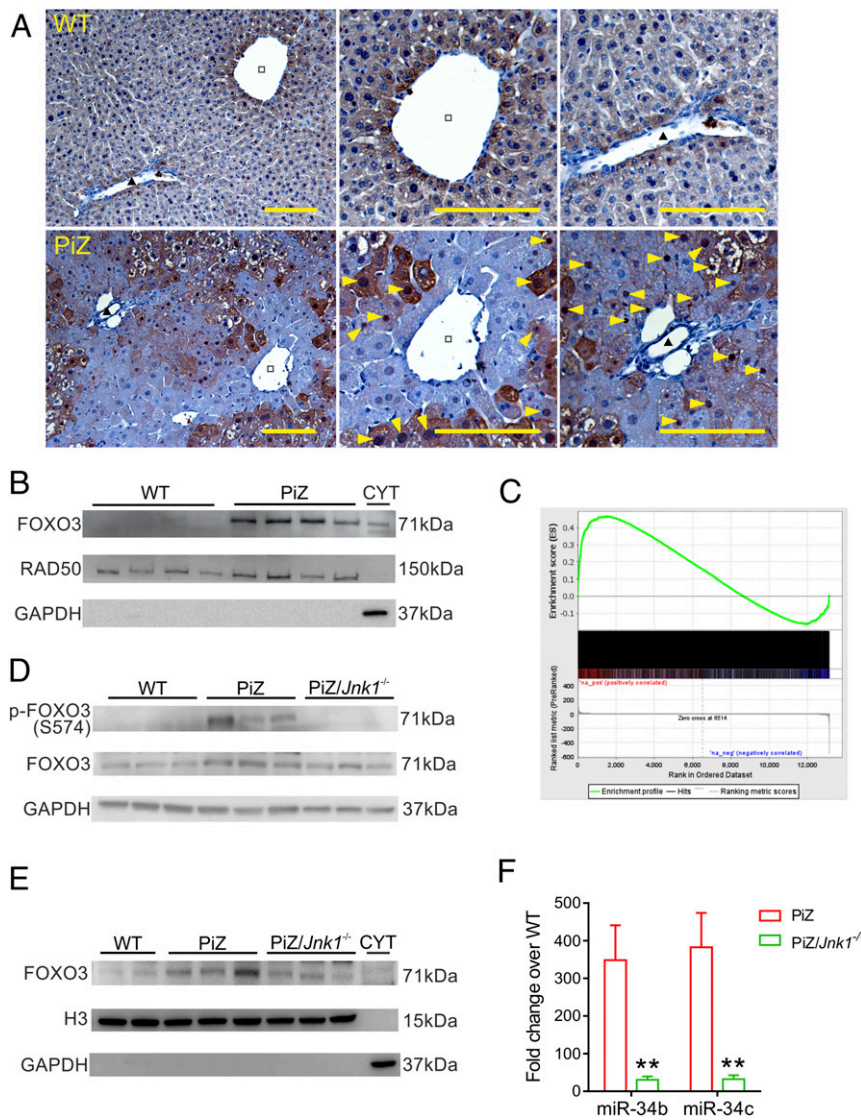 A
WT
PiZ
B
WT PiZ CYT
FOXO3 71kDa
RAD50 150kDa
GAPDH 37kDa
C
Enrichment score (ES)
0.4
0.3
0.2
0.1
0.0
-0.1
'na_pos' (positively correlated)
Ranked list metric (PreRanked)
400
200
0
-200
-400
-600
Zero cross at 6514
'na_neg' (negatively correlated)
0 2,000 4,000 6,000 8,000 10,000 12,000
Rank in Ordered Dataset
Enrichment profile Hits Ranking metric scores
D
WT PiZ PiZ/Jnk1-/-
p-FOXO3
(S574) 71kDa
FOXO3 71kDa
GAPDH 37kDa
E
WT PiZ PiZ/Jnk1-/- CYT
FOXO3 71kDa
H3 15kDa
GAPDH 37kDa
F
Fold change over WT
500
400
300
200
100
0
PiZ
PiZ/Jnk1-/-
** **
miR-34b miR-34c